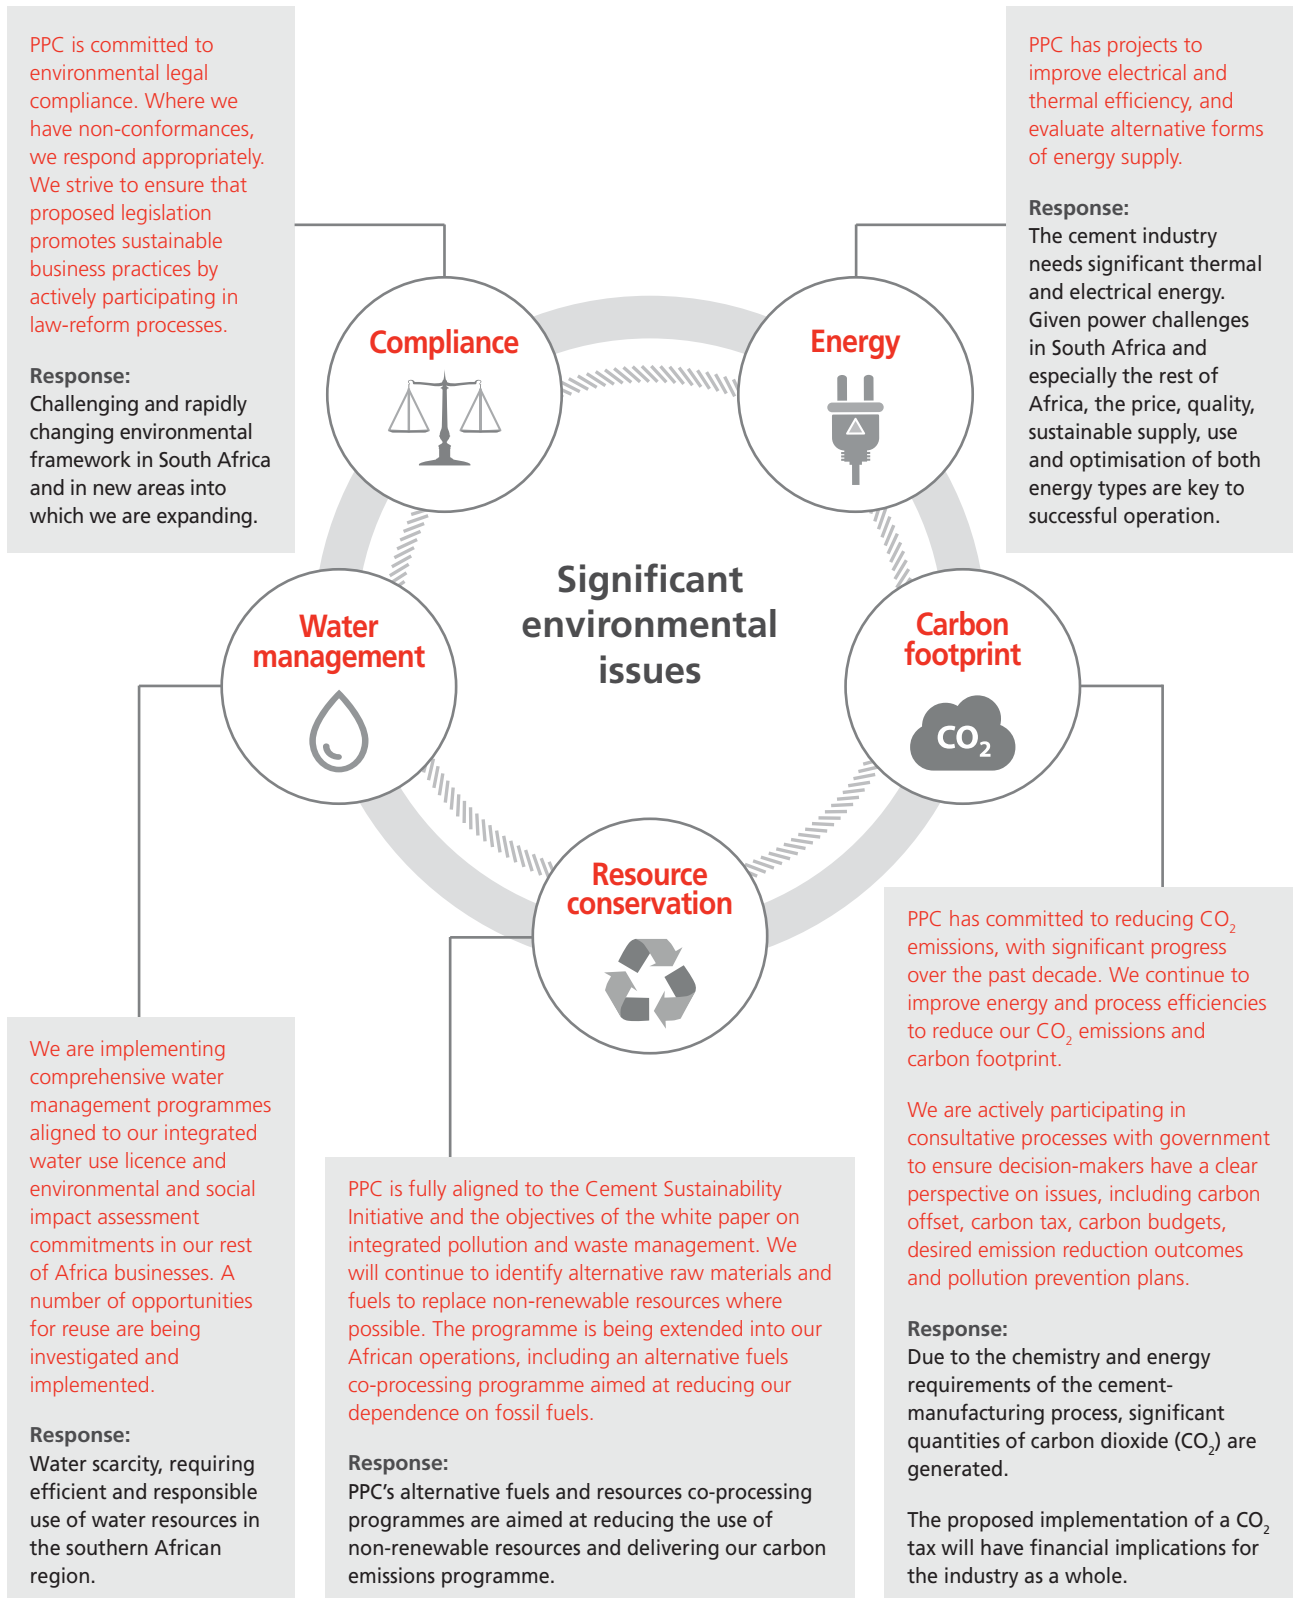 PPC is committed to
environmental legal
compliance. Where we
have non-conformances,
we respond appropriately.
We strive to ensure that
proposed legislation
promotes sustainable
business practices by
actively participating in
law-reform processes.
Response:
Challenging and rapidly
changing environmental
framework in South Africa
and in new areas into
which we are expanding.
PPC has projects to
improve electrical and
thermal efficiency, and
evaluate alternative forms
of energy supply.
Response:
The cement industry
needs significant thermal
and electrical energy.
Given power challenges
in South Africa and
especially the rest of
Africa, the price, quality,
sustainable supply, use
and optimisation of both
energy types are key to
successful operation.
Compliance
Energy
Significant
environmental
issues
Water
management
Carbon
footprint
CO₂
Resource
conservation
We are implementing
comprehensive water
management programmes
aligned to our integrated
water use licence and
environmental and social
impact assessment
commitments in our rest
of Africa businesses. A
number of opportunities
for reuse are being
investigated and
implemented.
Response:
Water scarcity, requiring
efficient and responsible
use of water resources in
the southern African
region.
PPC is fully aligned to the Cement Sustainability
Initiative and the objectives of the white paper on
integrated pollution and waste management. We
will continue to identify alternative raw materials and
fuels to replace non-renewable resources where
possible. The programme is being extended into our
African operations, including an alternative fuels
co-processing programme aimed at reducing our
dependence on fossil fuels.
Response:
PPC’s alternative fuels and resources co-processing
programmes are aimed at reducing the use of
non-renewable resources and delivering our carbon
emissions programme.
PPC has committed to reducing CO₂
emissions, with significant progress
over the past decade. We continue to
improve energy and process efficiencies
to reduce our CO₂ emissions and
carbon footprint.
We are actively participating in
consultative processes with government
to ensure decision-makers have a clear
perspective on issues, including carbon
offset, carbon tax, carbon budgets,
desired emission reduction outcomes
and pollution prevention plans.
Response:
Due to the chemistry and energy
requirements of the cement-
manufacturing process, significant
quantities of carbon dioxide (CO₂) are
generated.
The proposed implementation of a CO₂
tax will have financial implications for
the industry as a whole.